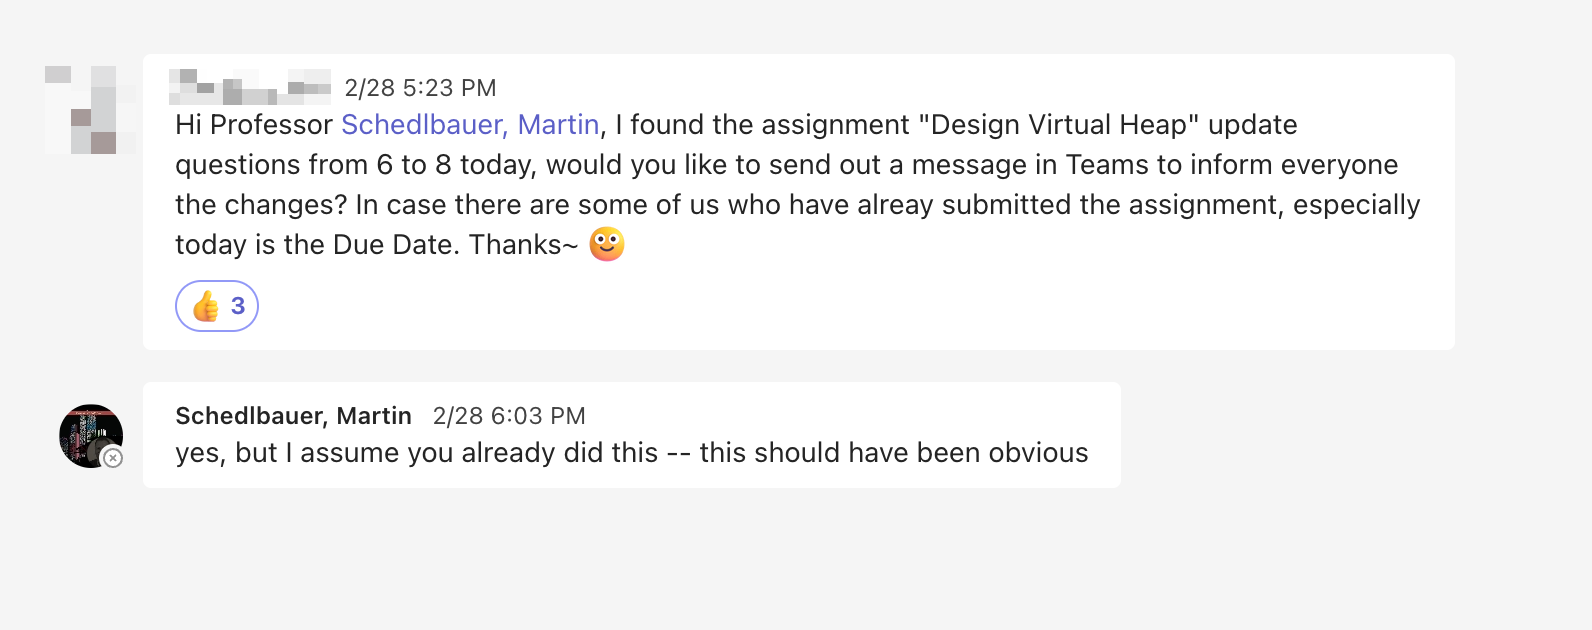 2/28 5:23 PM
Hi Professor Schedlbauer, Martin, I found the assignment "Design Virtual Heap" update
questions from 6 to 8 today, would you like to send out a message in Teams to inform everyone
the changes? In case there are some of us who have alreay submitted the assignment, especially
today is the Due Date. Thanks~ 
3
Schedlbauer, Martin 2/28 6:03 PM
yes, but I assume you already did this -- this should have been obvious